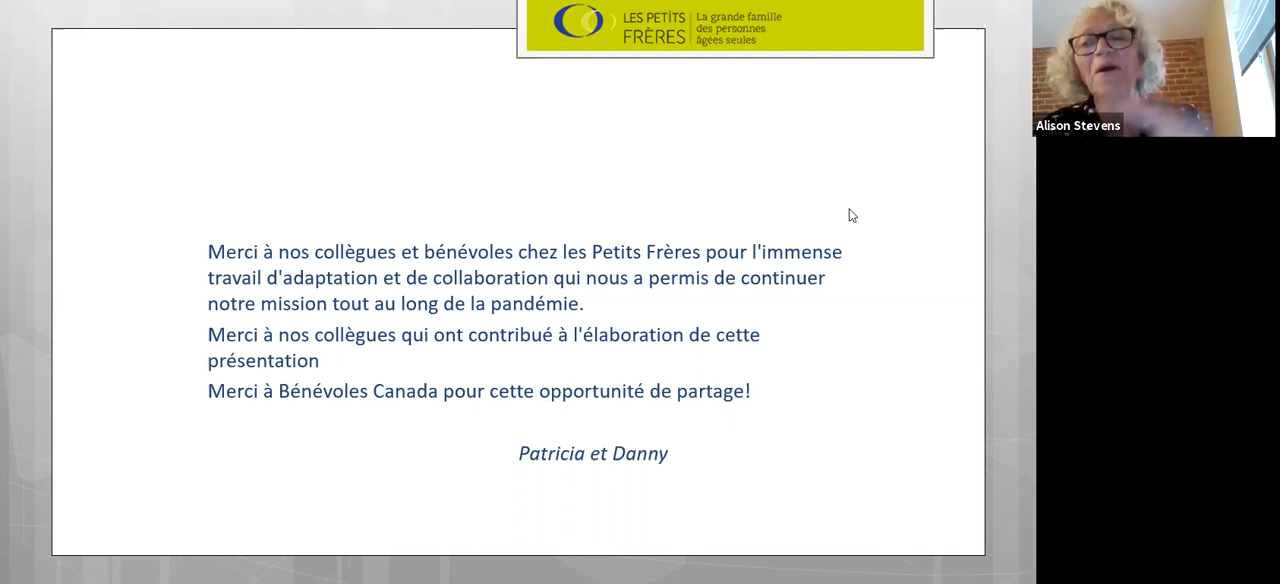 LES PETITS
FRÈRES
La grande famille
des personnes
âgées seules
Alison Stevens
Merci à nos collègues et bénévoles chez les Petits Frères pour l'immense
travail d'adaptation et de collaboration qui nous a permis de continuer
notre mission tout au long de la pandémie.
Merci à nos collègues qui ont contribué à l'élaboration de cette
présentation
Merci à Bénévoles Canada pour cette opportunité de partage!
Patricia et Danny